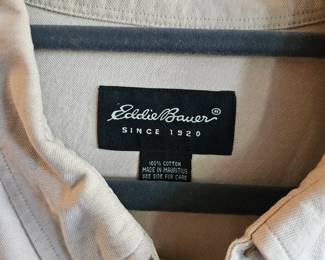 Eddie Bauer®
SINCE 1920
100% COTTON
MADE IN MAURITIUS
SEE SIDE FOR CARE